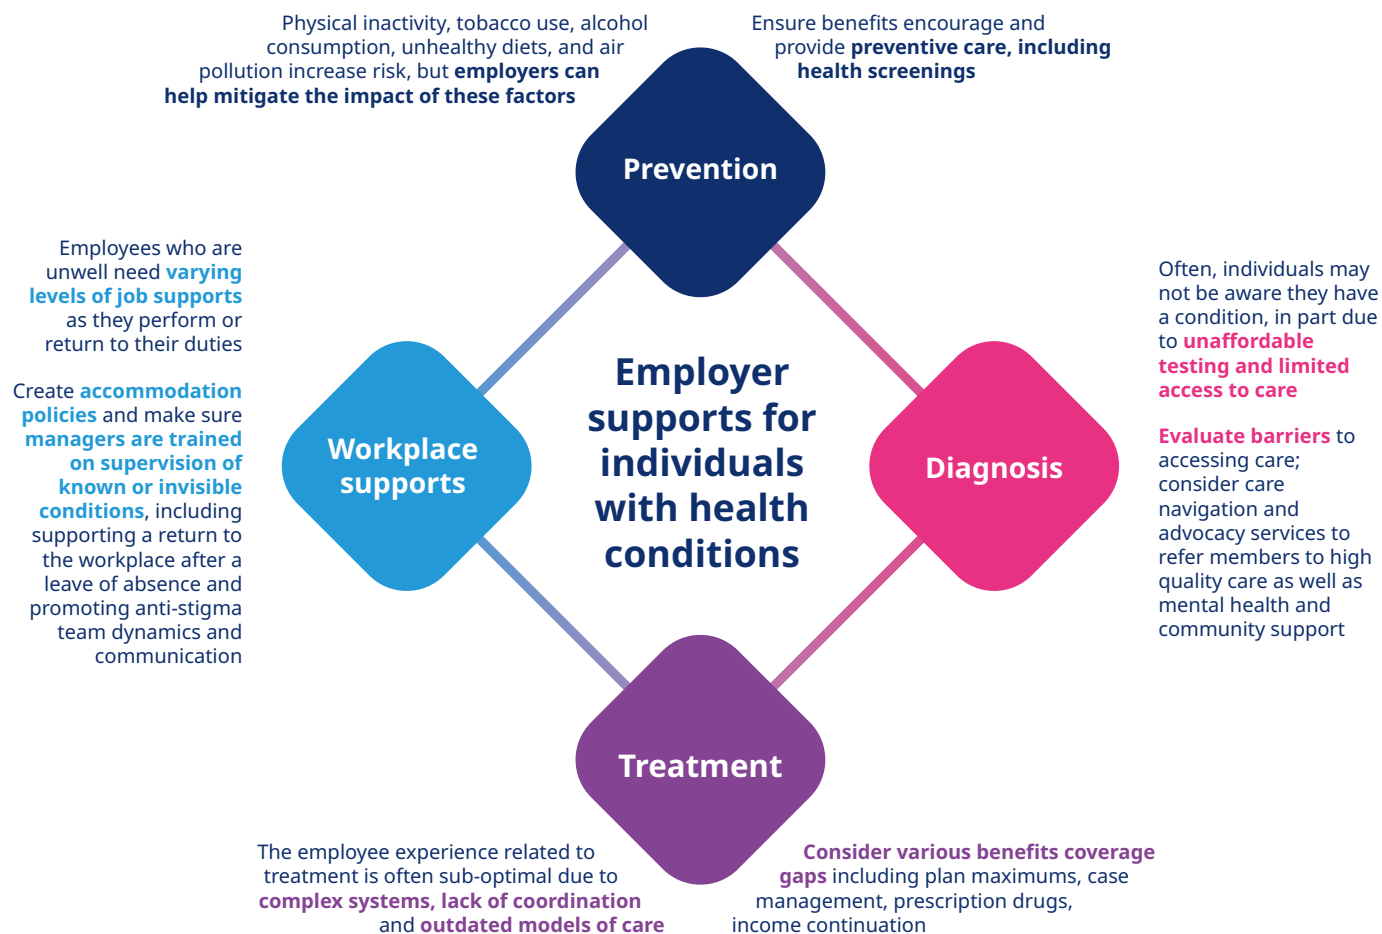 Physical inactivity, tobacco use, alcohol
consumption, unhealthy diets, and air
pollution increase risk, but employers can
help mitigate the impact of these factors
Ensure benefits encourage and
provide preventive care, including
health screenings
Prevention
Employees who are
unwell need varying
levels of job supports
as they perform or
return to their duties
Create accommodation
policies and make sure
managers are trained
on supervision of
known or invisible
conditions, including
supporting a return to
the workplace after a
leave of absence and
promoting anti-stigma
team dynamics and
communication
Workplace
supports
Employer
supports for
individuals
with health
conditions
Diagnosis
Often, individuals may
not be aware they have
a condition, in part due
to unaffordable
testing and limited
access to care
Evaluate barriers to
accessing care;
consider care
navigation and
advocacy services to
refer members to high
quality care as well as
mental health and
community support
Treatment
The employee experience related to
treatment is often sub-optimal due to
complex systems, lack of coordination
and outdated models of care
Consider various benefits coverage
gaps including plan maximums, case
management, prescription drugs,
income continuation